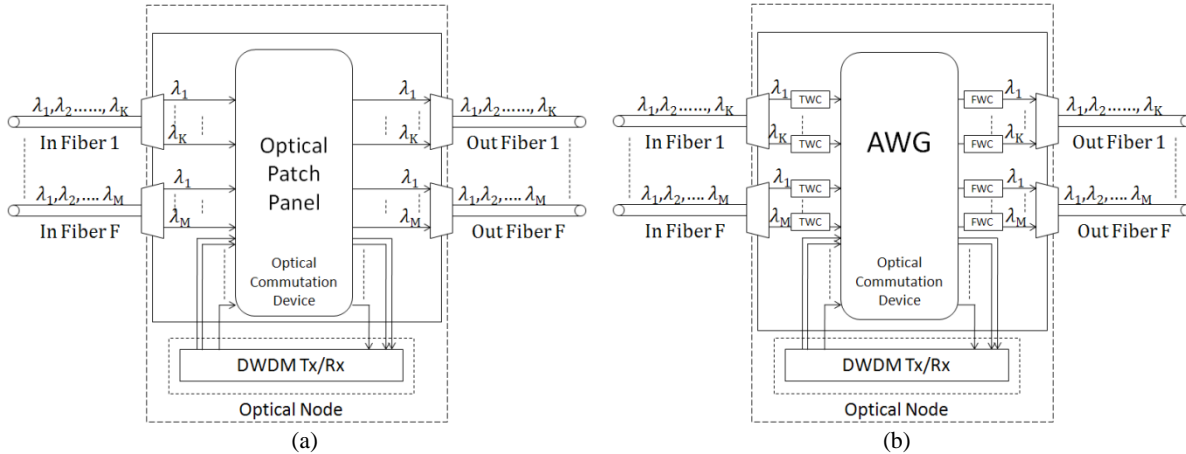 λ1
λK
λ1
λM
λ1,λ2……, λK
In Fiber 1
λ1,λ2,…. λM
In Fiber F
Optical
Patch
Panel
Optical
Commutation
Device
λ1
λK
λ1
λM
λ1,λ2……, λK
Out Fiber 1
λ1,λ2,…. λM
Out Fiber F
DWDM Tx/Rx
Optical Node
(a)
λ1,λ2……, λK
In Fiber 1
λ1,λ2,…. λM
In Fiber F
λ1
TWC
λK
TWC
λ1
TWC
λM
TWC
AWG
Optical
Commutation
Device
FWC
λ1
FWC
λK
FWC
λ1
FWC
λM
λ1,λ2……, λK
Out Fiber 1
λ1,λ2,…. λM
Out Fiber F
DWDM Tx/Rx
Optical Node
(b)